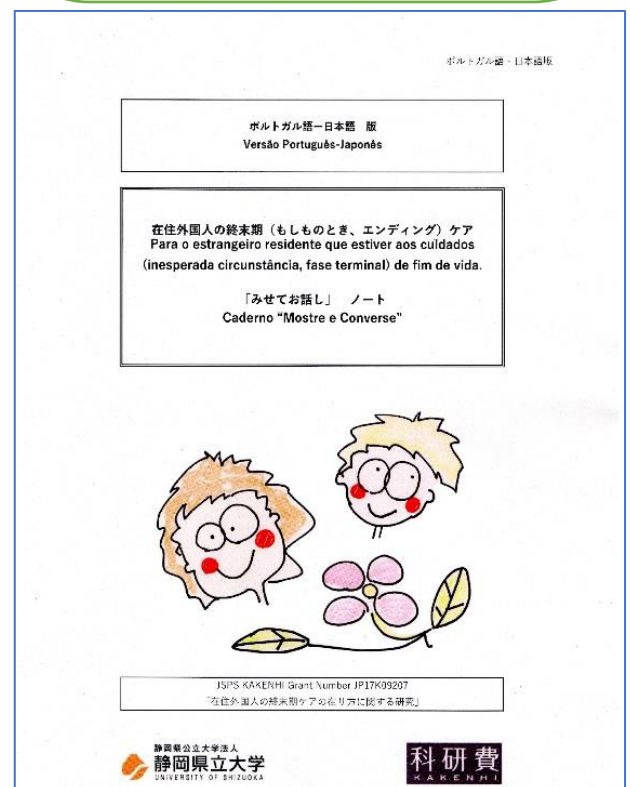 ポルトガル語・日本語版
ポルトガル語ー日本語　版
Versão Português-Japonês
在住外国人の終末期（もしものとき、エンディング）ケア
Para o estrangeiro residente que estiver aos cuidados
(inesperada circunstância, fase terminal) de fim de vida.
「みせてお話し」　ノート
Caderno “Mostre e Converse”
JSPS KAKENHI Grant Number JP17K09207
「在住外国人の終末期ケアの在り方に関する研究」
静岡県公立大学法人
静岡県立大学
UNIVERSITY OF SHIZUOKA
科研費
KAKENHI